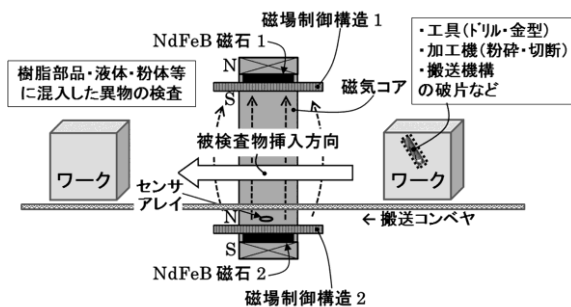 磁場制御構造1
NdFeB 磁石 1
・工具(ドリル・金型)
・加工機(粉砕・切断)
・搬送機構
の破片など
樹脂部品・液体・粉体等
に混入した異物の検査
N
S
磁気コア
被検査物挿入方向
ワーク
ワーク
センサ
アレイ
N
←搬送コンベヤ
S
NdFeB 磁石 2
磁場制御構造2